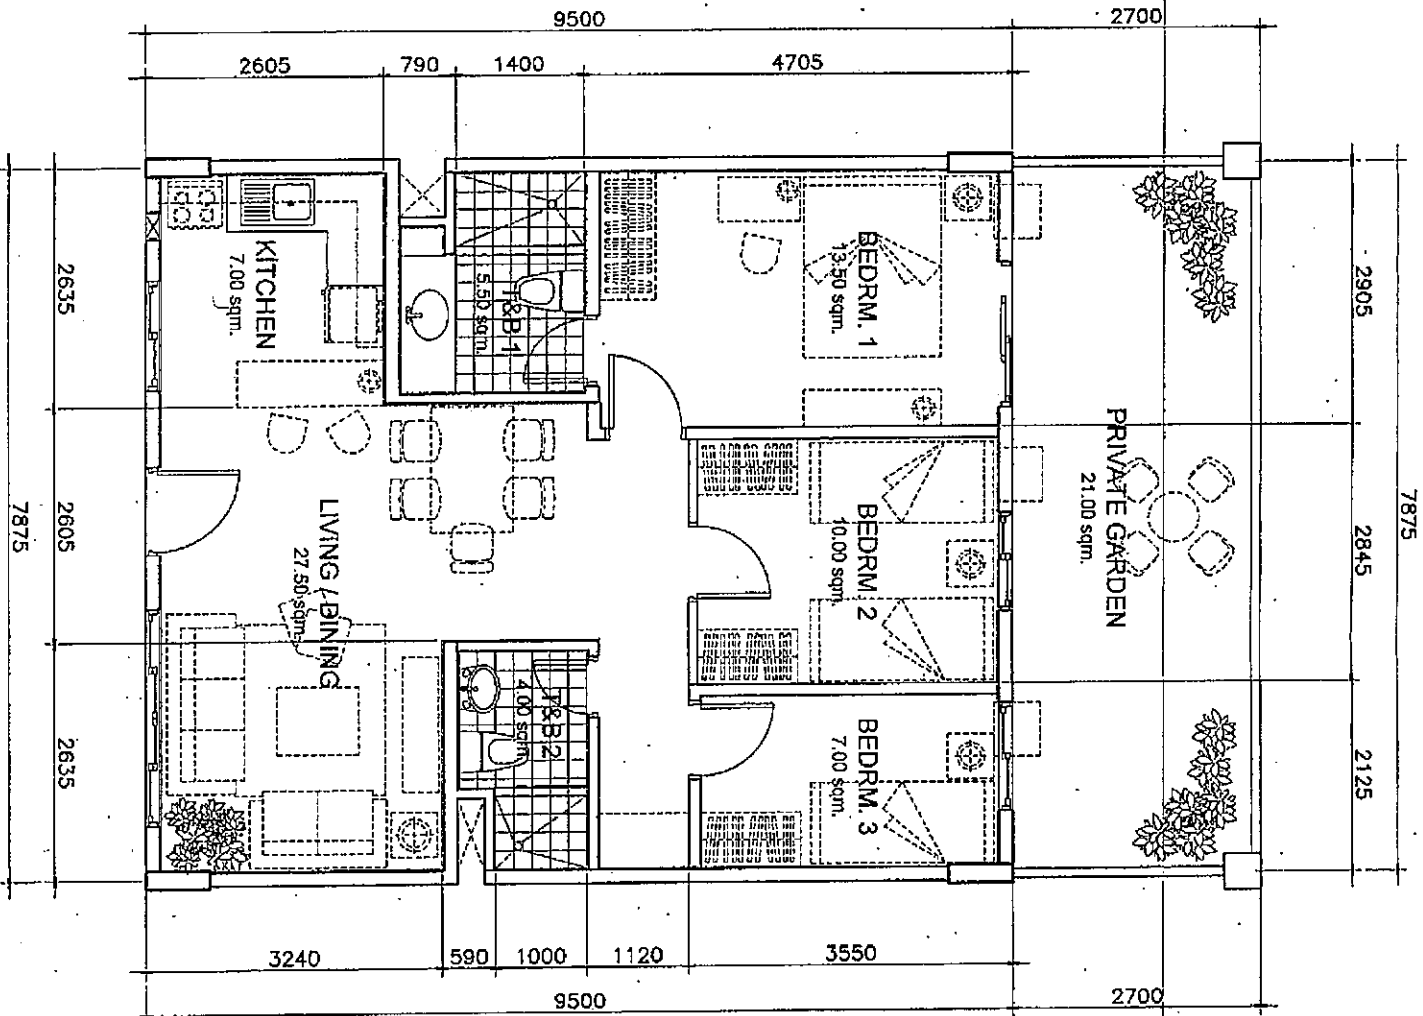 9500
2700
2605
790
1400
4705
KITCHEN
7.00 sqm.
T&B 1
5.50 sqm.
BEDRM. 1
13.50 sqm.
2635
2605
2635
7875
LIVING / DINING
27.50 sqm.
BEDRM. 2
10.00 sqm.
T&B 2
4.00 sqm.
BEDRM. 3
7.00 sqm.
PRIVATE GARDEN
21.00 sqm.
2905
2845
2125
7875
3240
590
1000
1120
3550
9500
2700